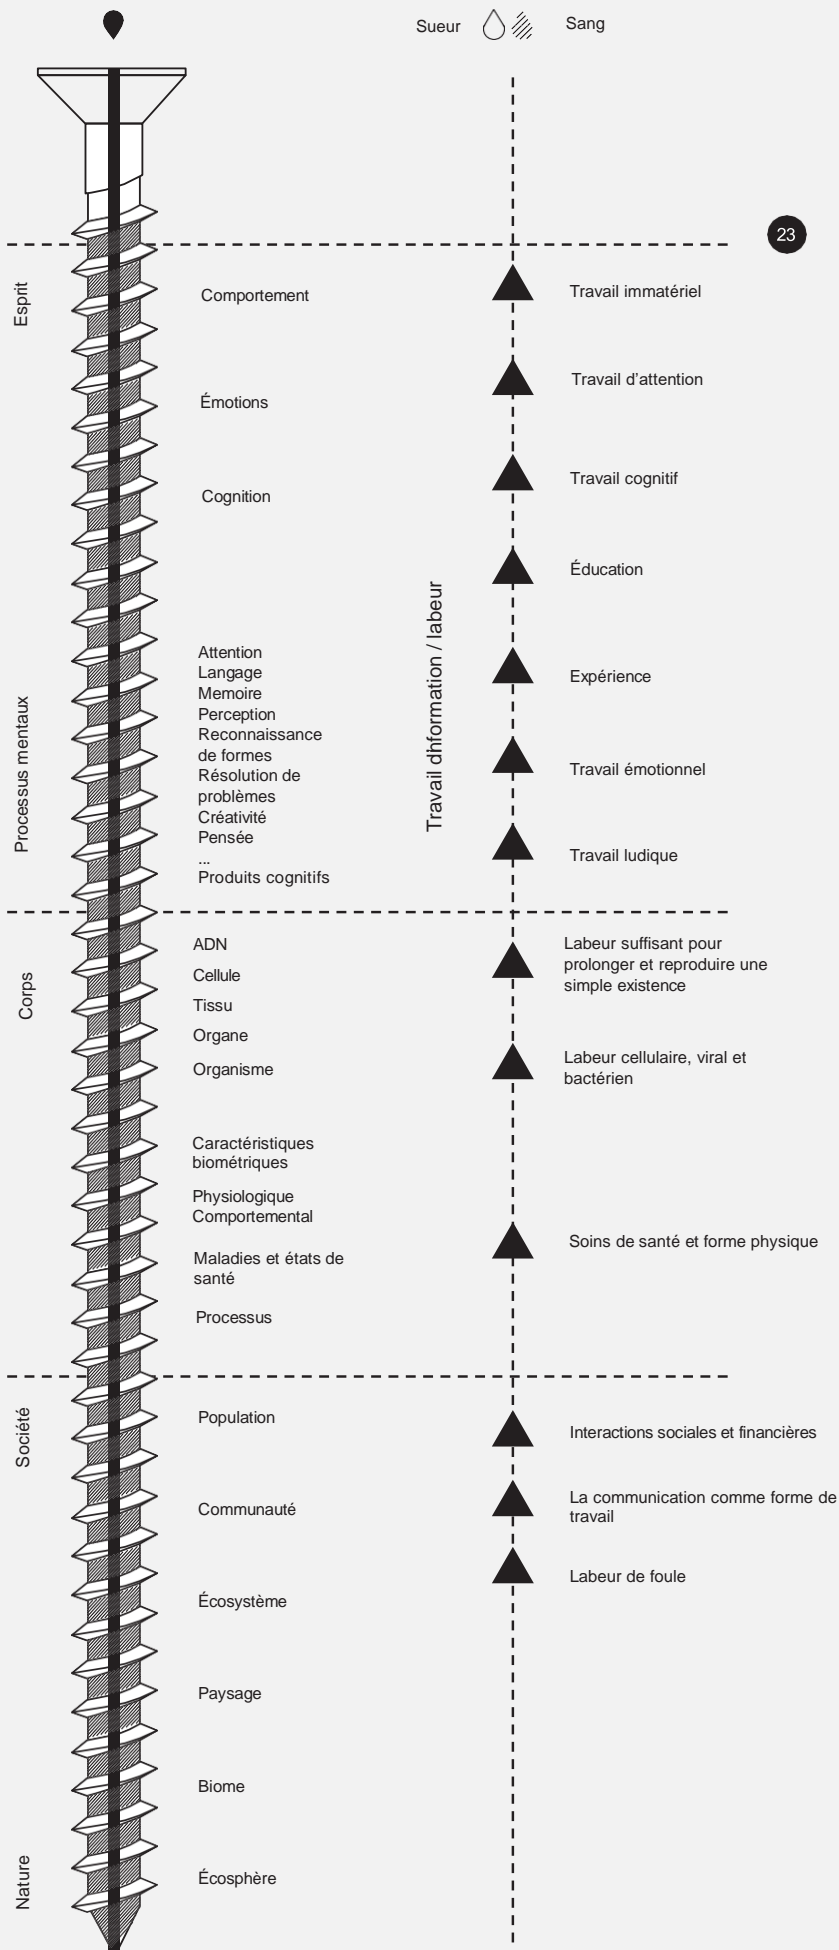 Sueur
Sang
23
Esprit
Comportement
Travail immatériel
Émotions
Travail d'attention
Cognition
Travail cognitif
Éducation
Travail dhformation / labeur
Processus mentaux
Attention
Langage
Memoire
Perception
Reconnaissance
de formes
Résolution de
problèmes
Créativité
Pensée
...
Produits cognitifs
Expérience
Travail émotionnel
Travail ludique
Corps
ADN
Cellule
Tissu
Organe
Organisme
Labeur suffisant pour
prolonger et reproduire une
simple existence
Labeur cellulaire, viral et
bactérien
Caractéristiques
biométriques
Physiologique
Comportemental
Maladies et états de
santé
Processus
Soins de santé et forme physique
Société
Population
Interactions sociales et financières
Communauté
La communication comme forme de
travail
Labeur de foule
Écosystème
Paysage
Biome
Nature
Écosphère